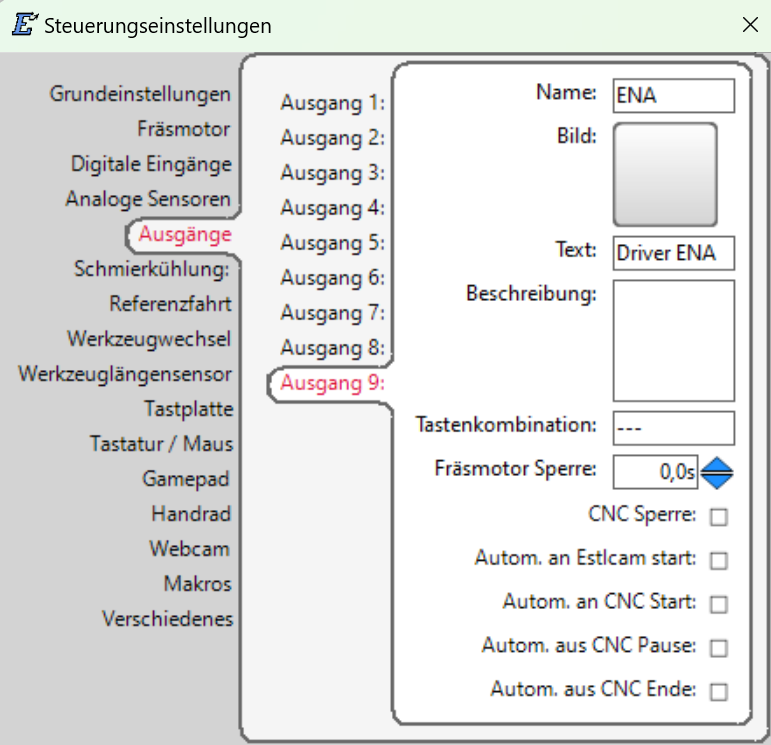 Steuerungseinstellungen
Grundeinstellungen
Fräsmotor
Digitale Eingänge
Analoge Sensoren
Ausgänge
Schmierkühlung:
Referenzfahrt
Werkzeugwechsel
Werkzeuglängensensor
Tastplatte
Tastatur / Maus
Gamepad
Handrad
Webcam
Makros
Verschiedenes
Ausgang 1:
Ausgang 2:
Ausgang 3:
Ausgang 4:
Ausgang 5:
Ausgang 6:
Ausgang 7:
Ausgang 8:
Ausgang 9:
Name: ENA
Bild:
Text: Driver ENA
Beschreibung:
Tastenkombination: ---
Fräsmotor Sperre: 0,0s
CNC Sperre:
Autom. an Estlcam start:
Autom. an CNC Start:
Autom. aus CNC Pause:
Autom. aus CNC Ende: